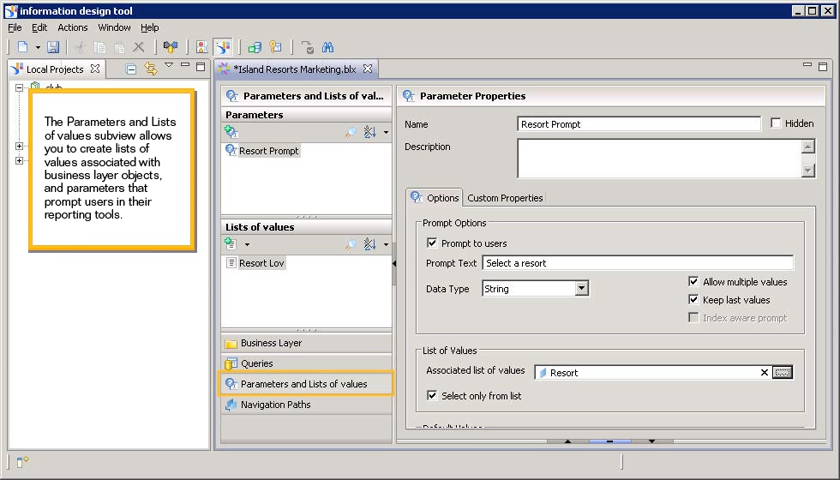 information design tool
File Edit Actions Window Help
Local Projects
club
The Parameters and Lists
of values subview allows
you to create lists of
values associated with
business layer objects,
and parameters that
prompt users in their
reporting tools.
*Island Resorts Marketing.blx
Parameters and Lists of val...
Parameters
Resort Prompt
Lists of values
Resort Lov
Business Layer
Queries
Parameters and Lists of values
Navigation Paths
Parameter Properties
Name Resort Prompt Hidden
Description
Options Custom Properties
Prompt Options
Prompt to users
Prompt Text Select a resort
Data Type String
Allow multiple values
Keep last values
Index aware prompt
List of Values
Associated list of values Resort
Select only from list
Default Values